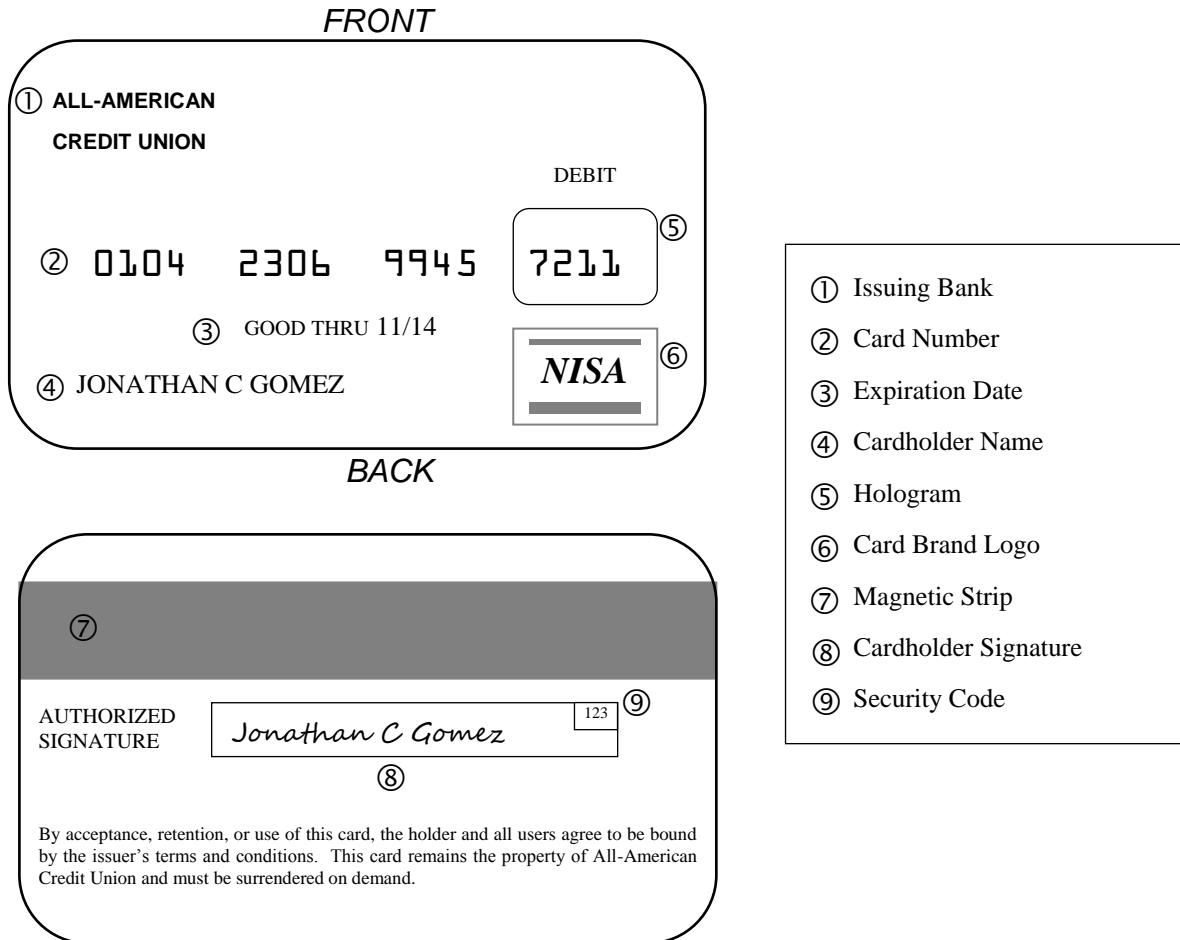 FRONT
① ALL-AMERICAN
CREDIT UNION
DEBIT
⑤
② 0104 2306 9945 7211
③ GOOD THRU 11/14
⑥
NISA
④ JONATHAN C GOMEZ
BACK
⑦
AUTHORIZED
SIGNATURE
Jonathan C Gomez
123
⑨
⑧
By acceptance, retention, or use of this card, the holder and all users agree to be bound
by the issuer’s terms and conditions. This card remains the property of All-American
Credit Union and must be surrendered on demand.
① Issuing Bank
② Card Number
③ Expiration Date
④ Cardholder Name
⑤ Hologram
⑥ Card Brand Logo
⑦ Magnetic Strip
⑧ Cardholder Signature
⑨ Security Code